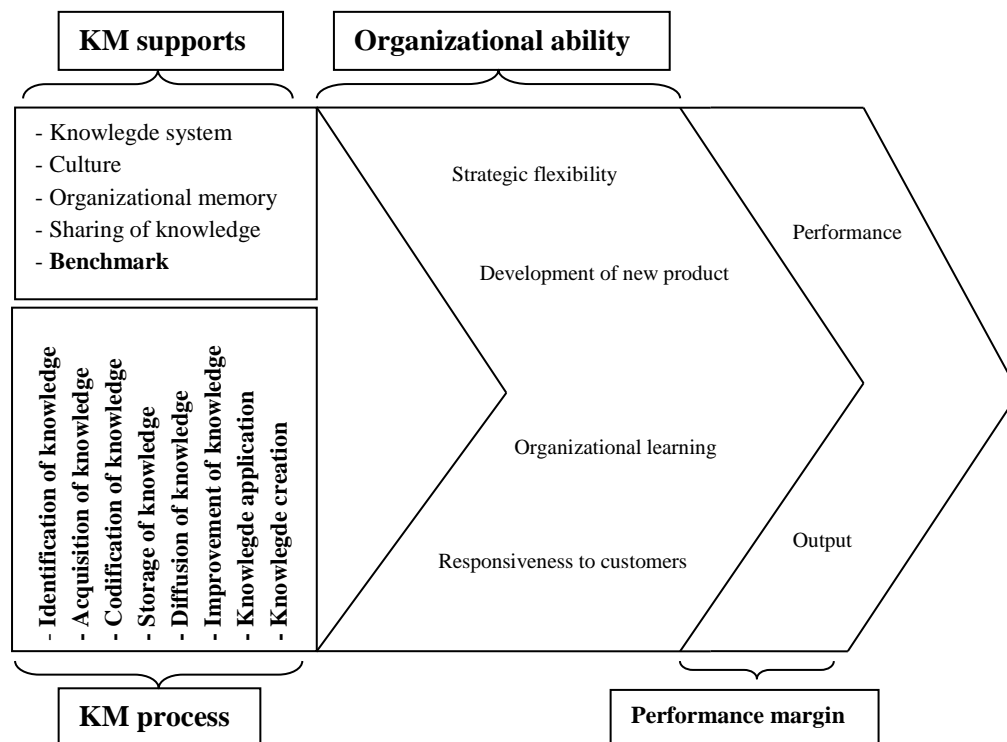 KM supports
Organizational ability
- Knowlegde system
- Culture
- Organizational memory
- Sharing of knowledge
- Benchmark
Strategic flexibility
Development of new product
Organizational learning
Responsiveness to customers
Performance
Output
- Identification of knowledge
- Acquisition of knowledge
- Codification of knowledge
- Storage of knowledge
- Diffusion of knowledge
- Improvement of knowledge
- Knowlegde application
- Knowlegde creation
KM process
Performance margin